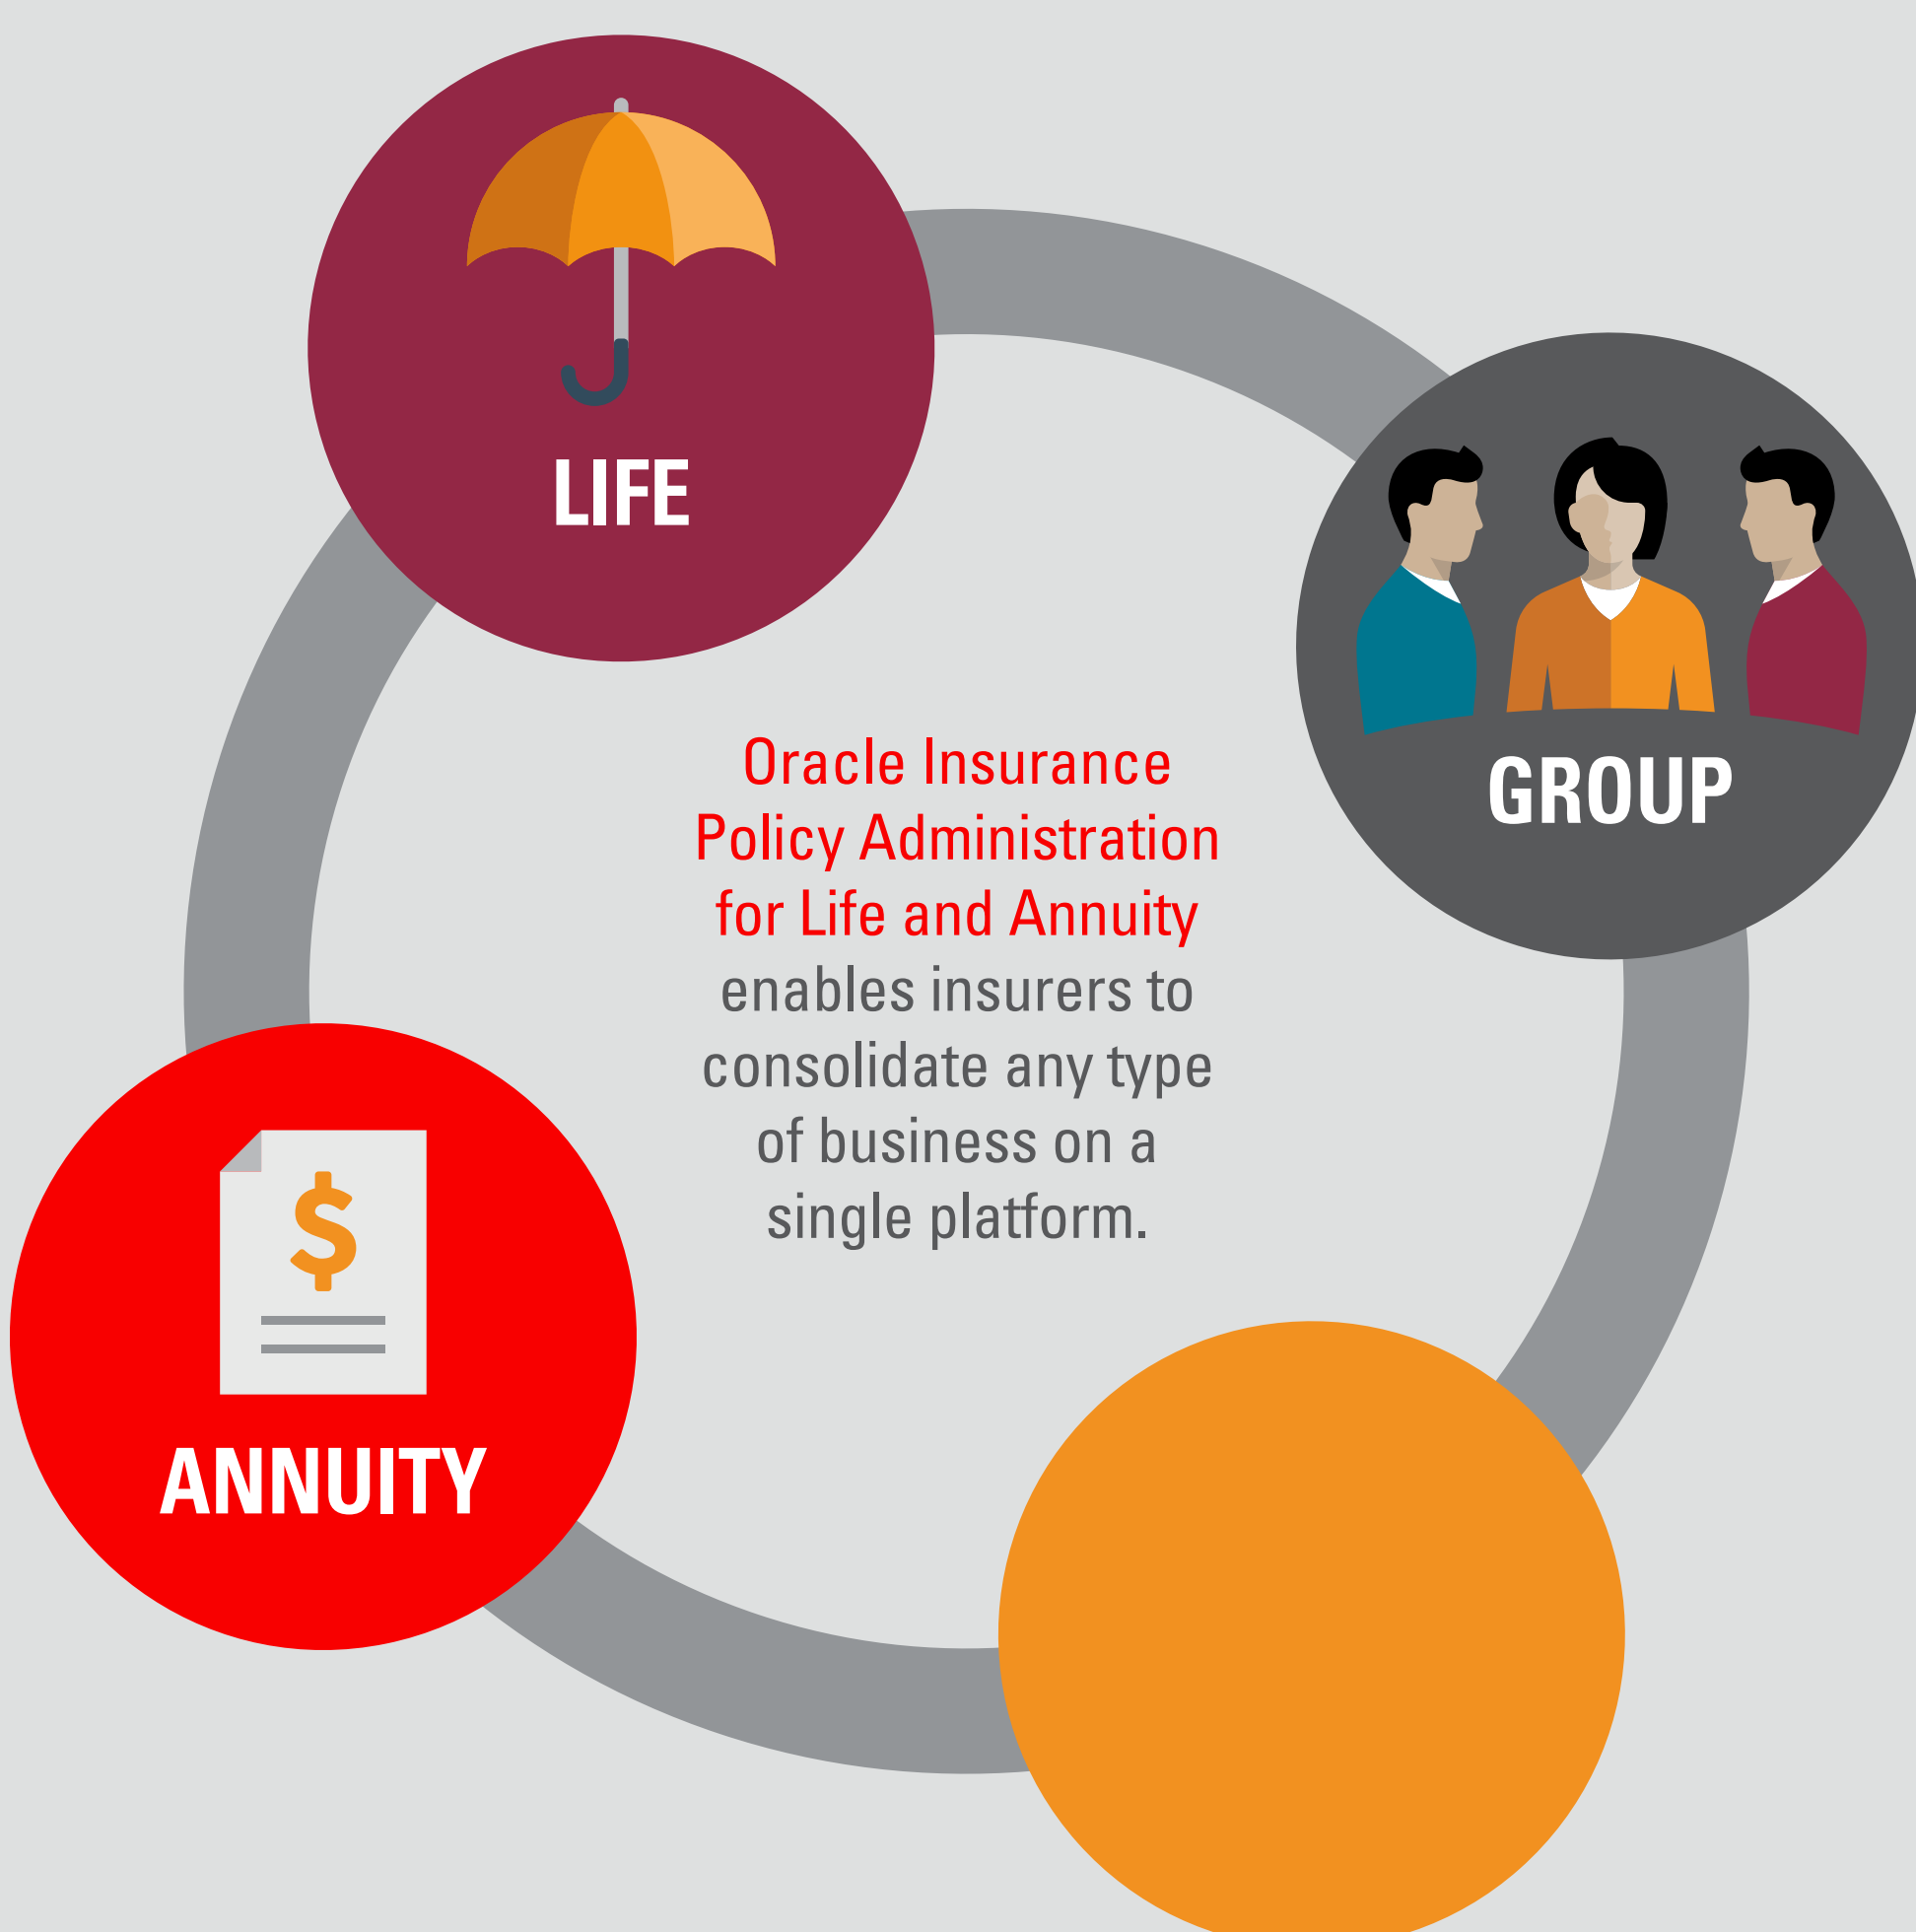 LIFE
GROUP
Oracle Insurance
Policy Administration
for Life and Annuity
enables insurers to
consolidate any type
of business on a
single platform.
$
ANNUITY